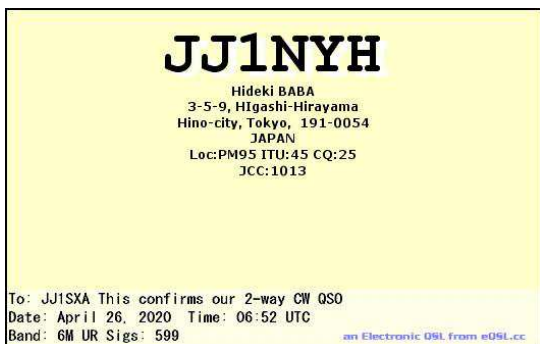 JJ1NYH
Hideki BABA
3-5-9, HIgashi-Hirayama
Hino-city, Tokyo, 191-0054
JAPAN
Loc:PM95 ITU:45 CQ:25
JCC:1013
To: JJ1SXA This confirms our 2-way CW QSO
Date: April 26, 2020 Time: 06:52 UTC
Band: 6M UR Sigs: 599
an Electronic QSL from eQSL.cc